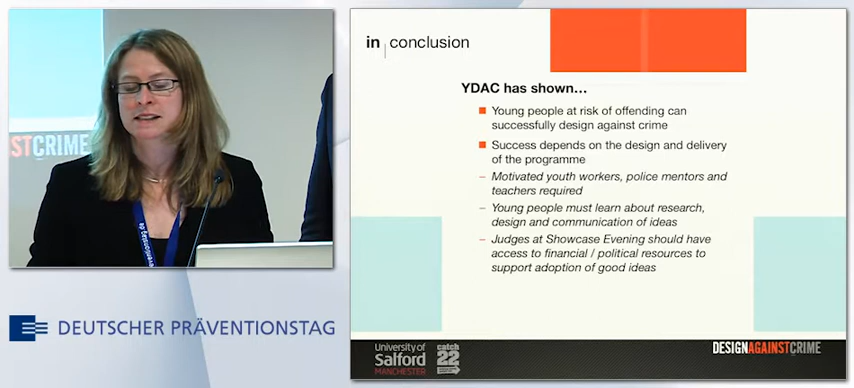 STCRIME
eventionstag.de
DEUTSCHER PRÄVENTIONSTAG
in conclusion
YDAC has shown...
Young people at risk of offending can
successfully design against crime
Success depends on the design and delivery
of the programme
– Motivated youth workers, police mentors and
teachers required
– Young people must learn about research,
design and communication of ideas
– Judges at Showcase Evening should have
access to financial / political resources to
support adoption of good ideas
University of
Salford
MANCHESTER
catch
22
DESIGNAGAINSTCRIME